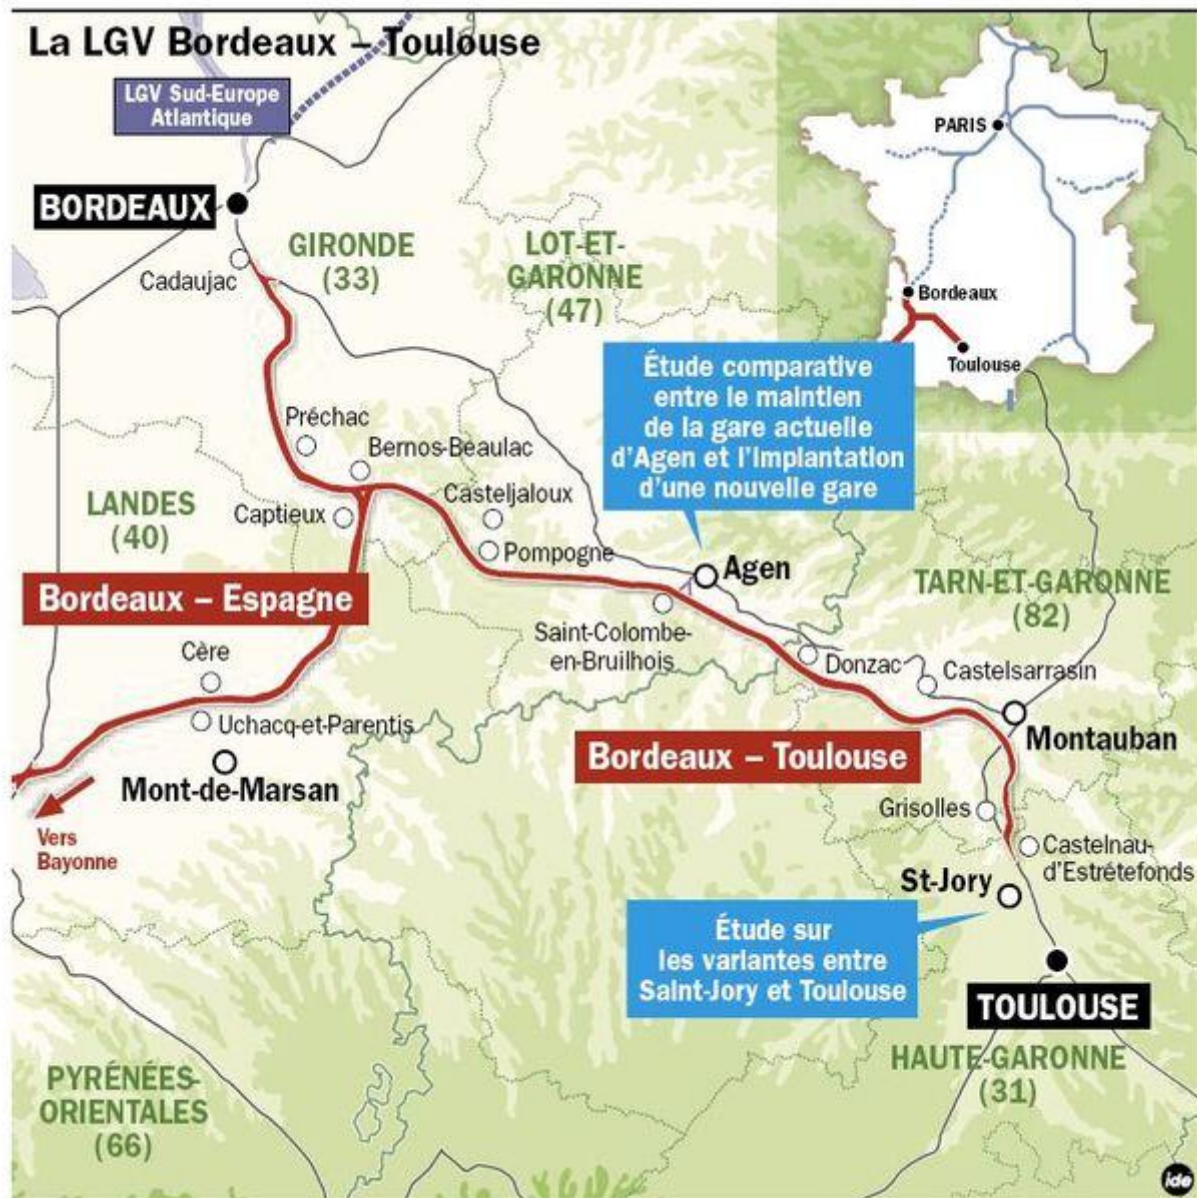 La LGV Bordeaux – Toulouse
LGV Sud-Europe
Atlantique
BORDEAUX
Cadaujac
GIRONDE
(33)
LOT-ET-
GARONNE
(47)
PARIS
Bordeaux
Toulouse
Étude comparative
entre le maintien
de la gare actuelle
d'Agen et l'implantation
d'une nouvelle gare
Préchac
Bernos-Beaulac
LANDES
(40)
Captieux
Casteljaloux
Pompogne
Agen
TARN-ET-GARONNE
(82)
Bordeaux – Espagne
Saint-Colombe-
en-Bruilhois
Donzac
Castelsarrasin
Cère
Uchacq-et-Parentis
Mont-de-Marsan
Montauban
Bordeaux – Toulouse
Vers
Bayonne
Grisolles
Castelnau-
d'Estrétefonds
St-Jory
Étude sur
les variantes entre
Saint-Jory et Toulouse
TOULOUSE
HAUTE-GARONNE
(31)
PYRÉNÉES-
ORIENTALES
(66)
ide